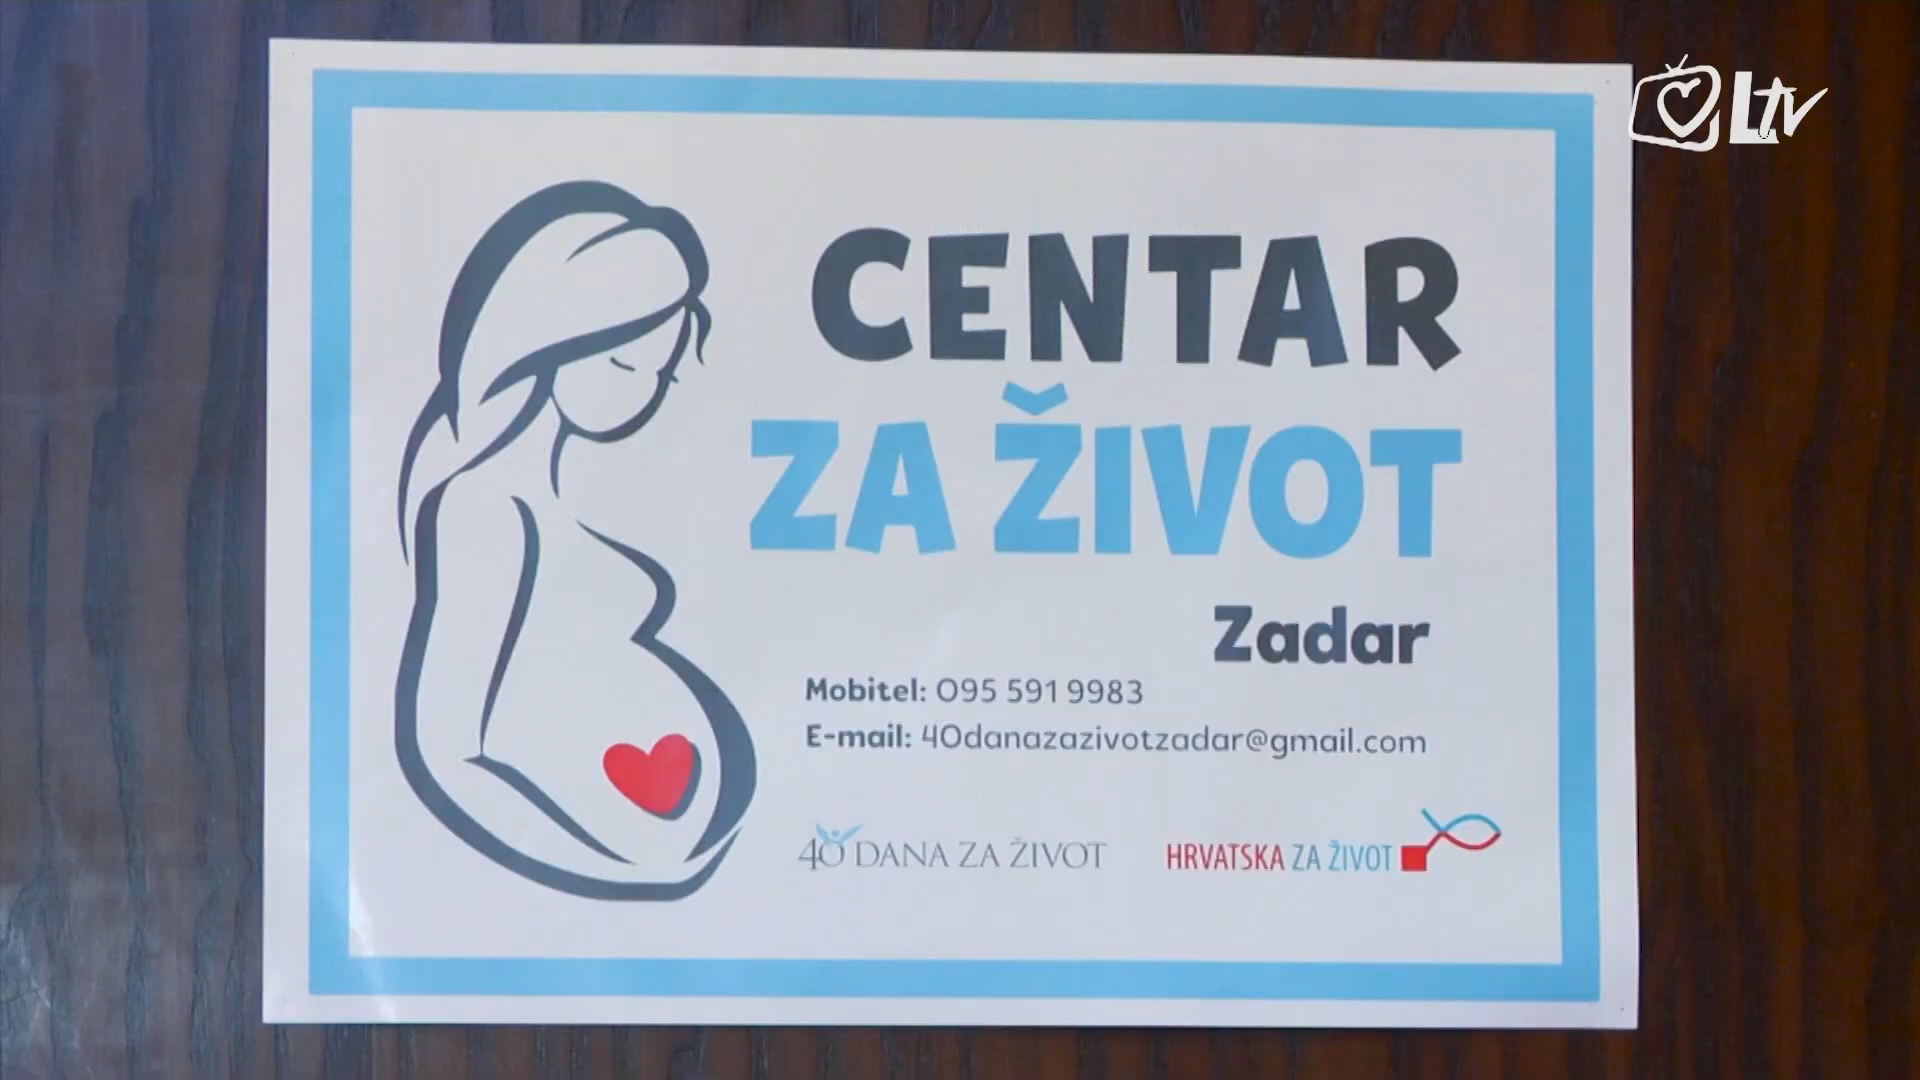 Ltv
CENTAR
ZA ŽIVOT
Zadar
Mobitel: 095 591 9983
E-mail: 40danazazivotzadar@gmail.com
40 DANA ZA ŽIVOT
HRVATSKA ZA ŽIVOT